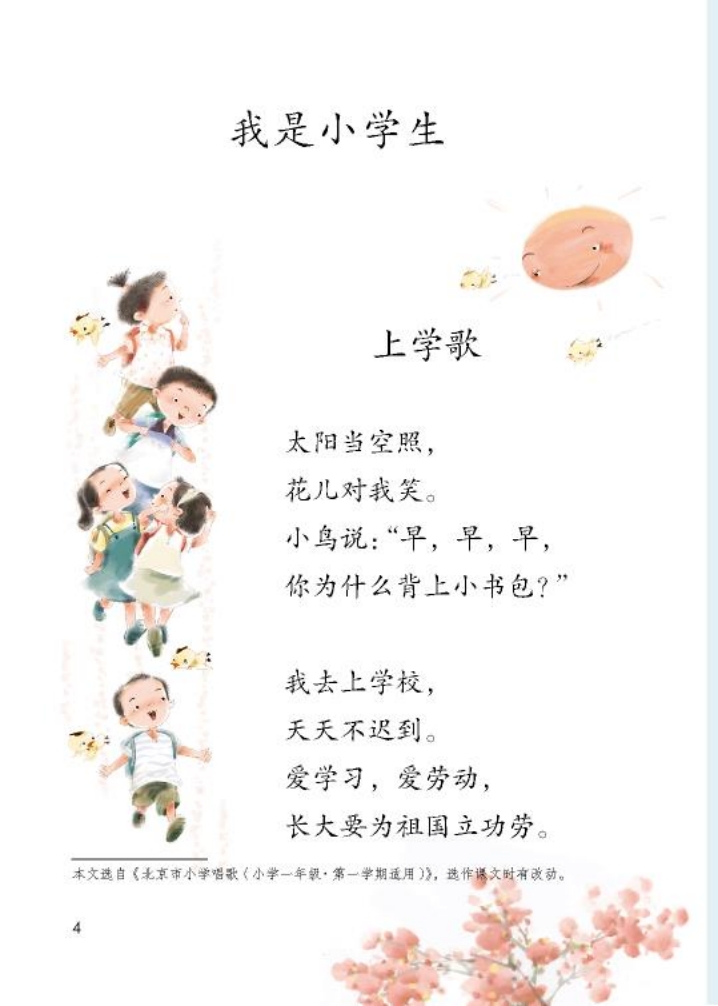 我是小学生
上学歌
太阳当空照，
花儿对我笑。
小鸟说：“早，早，早，
你为什么背上小书包？”
我去上学校，
天天不迟到。
爱学习，爱劳动，
长大要为祖国立功劳。
本文选自《北京市小学唱歌（小学一年级·第一学期适用）》，选作课文时有改动。
4